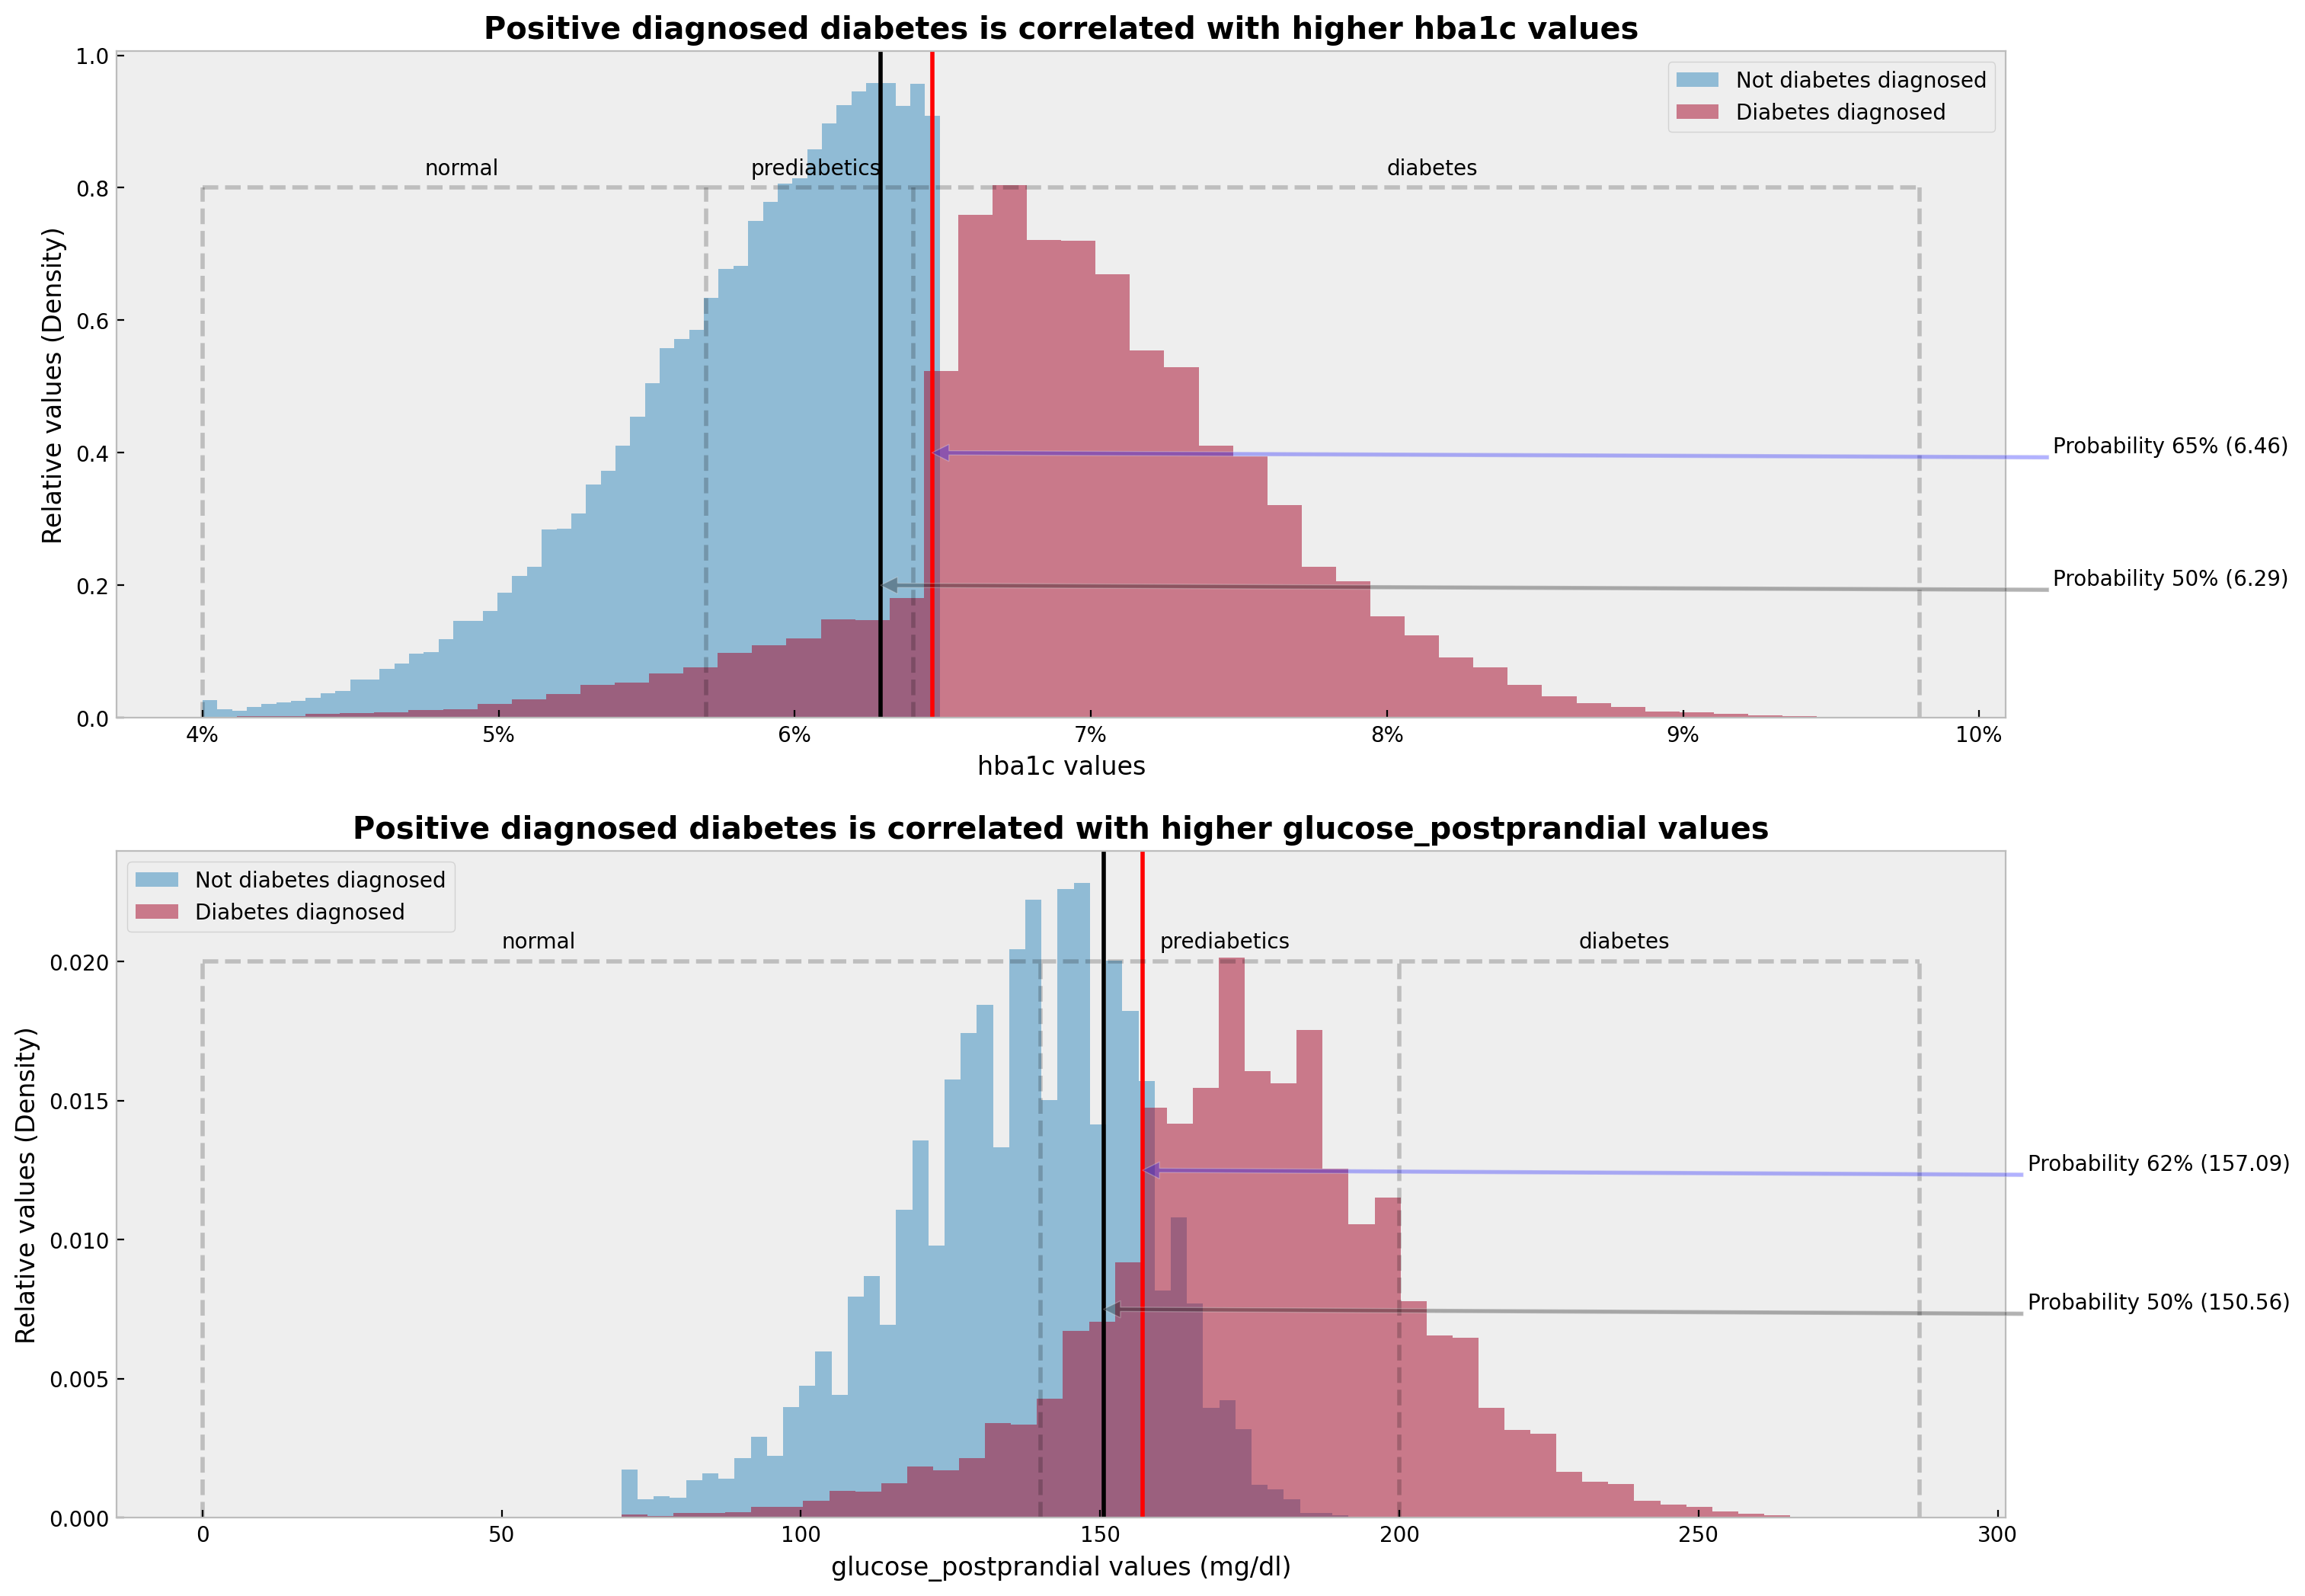 Positive diagnosed diabetes is correlated with higher hba1c values
1.0
Not diabetes diagnosed
Diabetes diagnosed
normal
prediabetics
diabetes
0.8
0.6
Relative values (Density)
0.4
Probability 65% (6.46)
0.2
Probability 50% (6.29)
0.0
4% 5% 6% 7% 8% 9% 10%
hba1c values
Positive diagnosed diabetes is correlated with higher glucose_postprandial values
Not diabetes diagnosed
Diabetes diagnosed
normal
prediabetics
diabetes
0.020
0.015
Relative values (Density)
Probability 62% (157.09)
0.010
Probability 50% (150.56)
0.005
0.000
0 50 100 150 200 250 300
glucose_postprandial values (mg/dl)